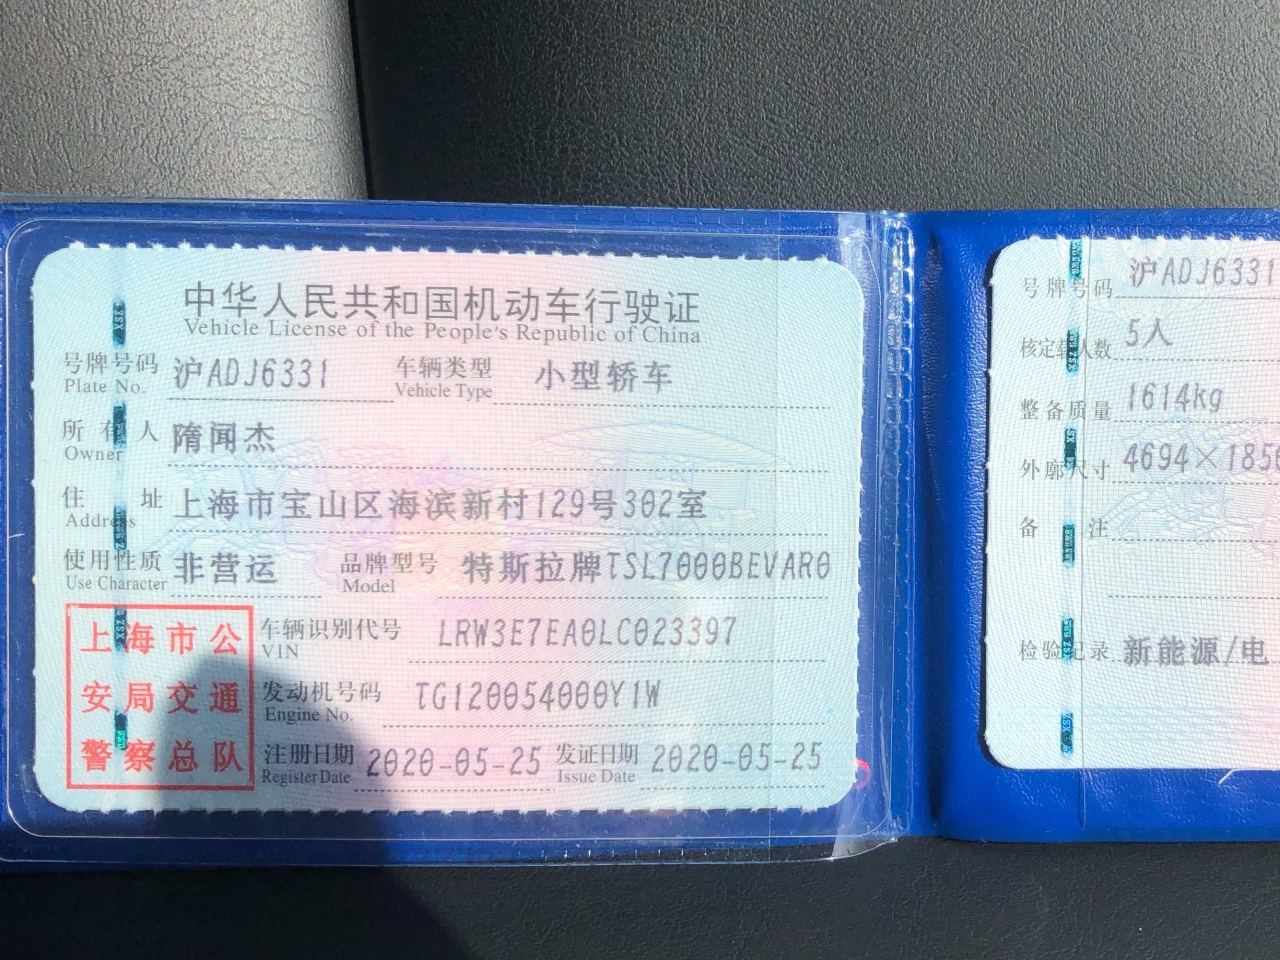 中华人民共和国机动车行驶证
Vehicle License of the People's Republic of China
号牌号码 沪ADJ6331 车辆类型 小型轿车
Plate No. Vehicle Type
所有人 隋闻杰
Owner
住址 上海市宝山区海滨新村129号302室
Address
使用性质 非营运 品牌型号 特斯拉牌TSL7000BEVAR0
Use Character Model
车辆识别代号 LRW3E7EA0LC023397
VIN
发动机号码 TG120054000Y1W
Engine No.
注册日期 2020-05-25 发证日期 2020-05-25
Register Date Issue Date
上海市公
安局交通
警察总队
号牌号码 沪ADJ6331
核定载人数 5人
整备质量 1614kg
外廓尺寸 4694×1850
备注
检验记录 新能源/电